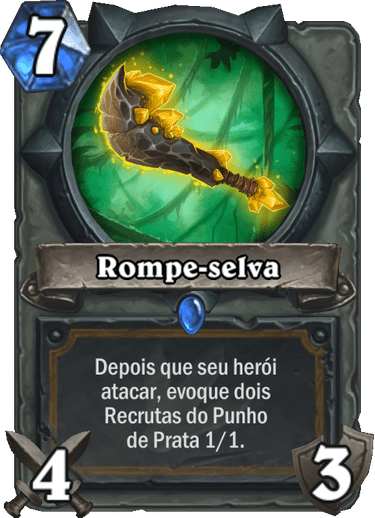 7
Rompe-selva
Depois que seu herói
atacar, evoque dois
Recrutas do Punho
de Prata 1/1.
4
3